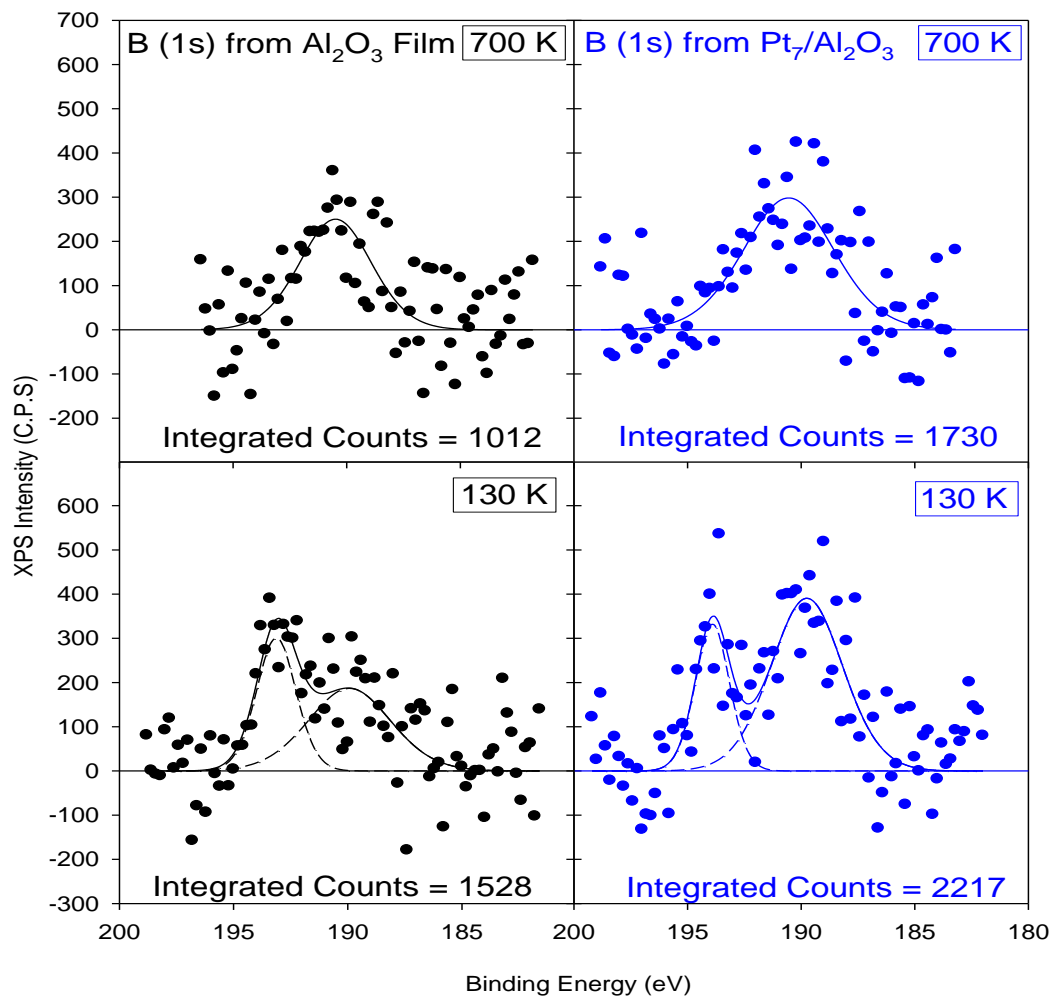 700
600
500
400
300
200
100
0
-100
-200
B (1s) from Al₂O₃ Film 700 K
Integrated Counts = 1012
B (1s) from Pt₇/Al₂O₃ 700 K
Integrated Counts = 1730
XPS Intensity (C.P.S)
600
500
400
300
200
100
0
-100
-200
-300
130 K
Integrated Counts = 1528
130 K
Integrated Counts = 2217
200 195 190 185 200 195 190 185 180
Binding Energy (eV)